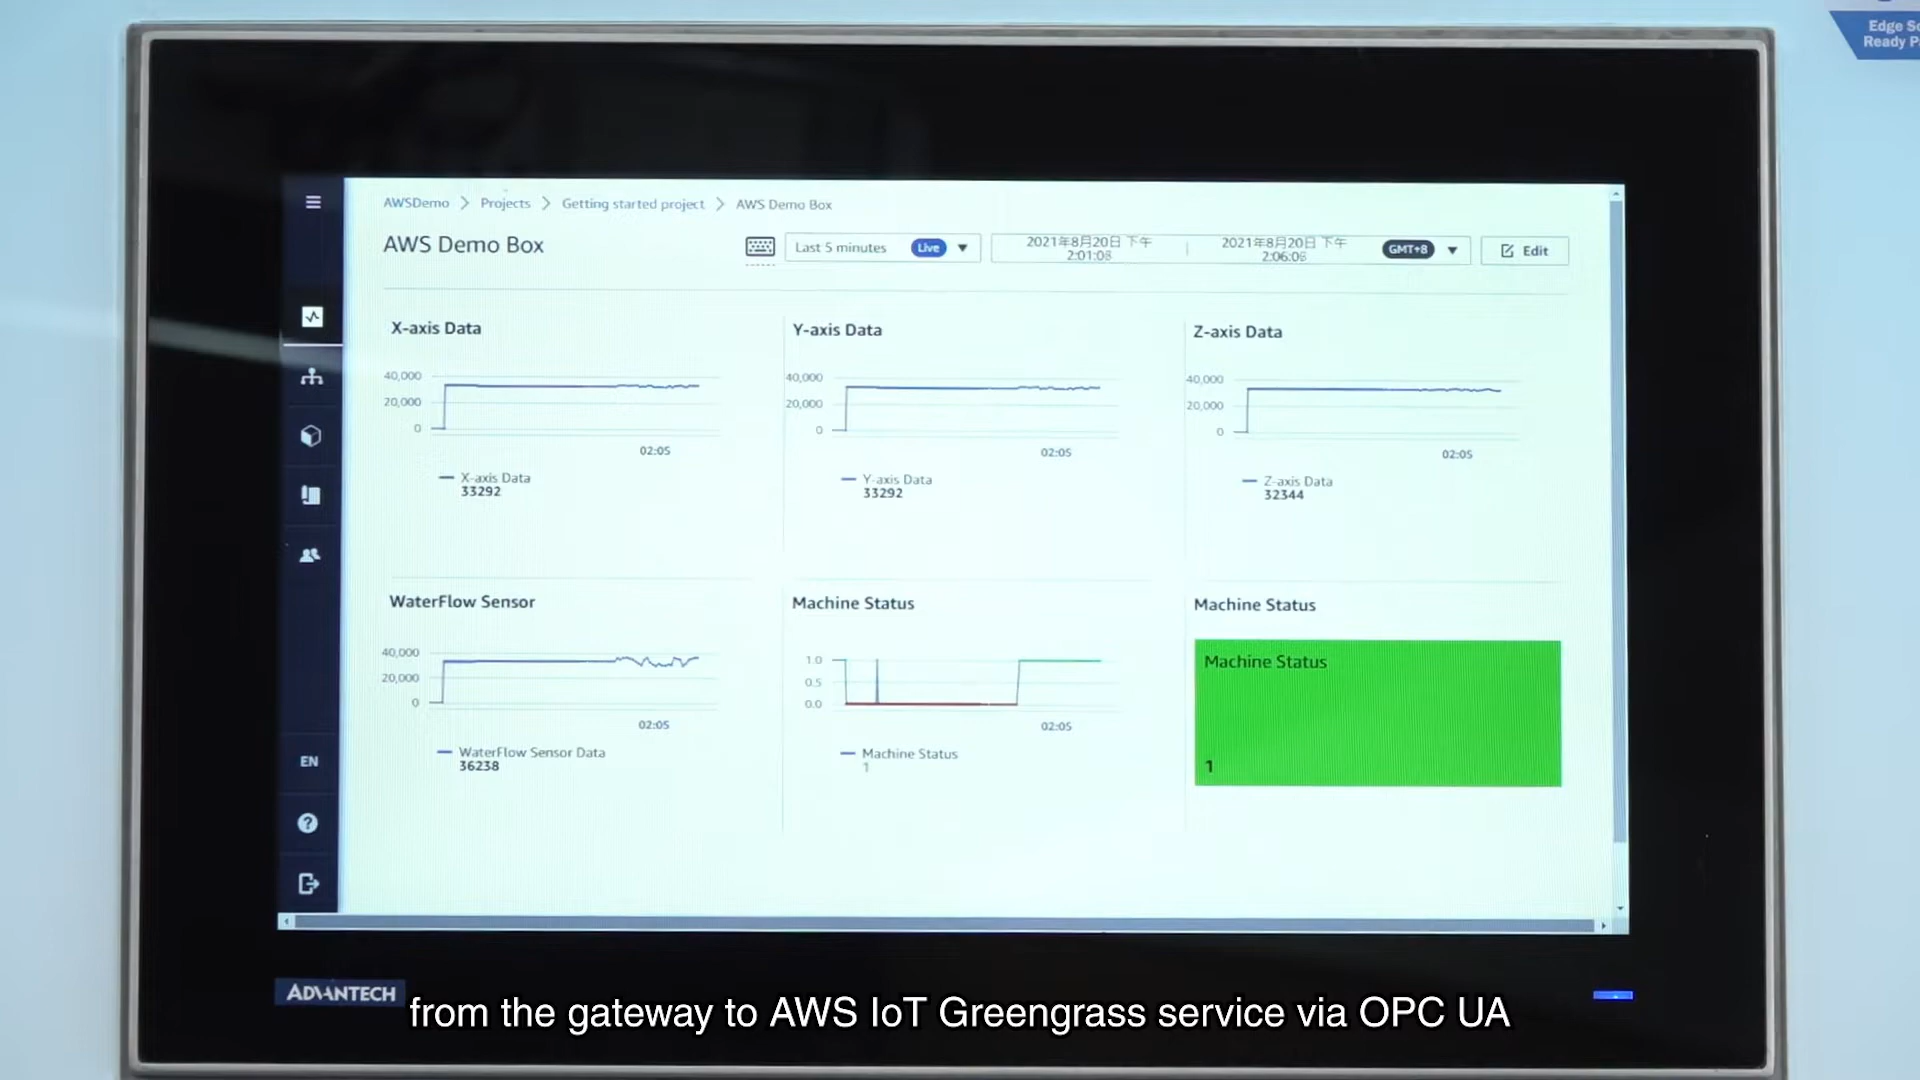 Edge
Ready
AWSDemo > Projects > Getting started project > AWS Demo Box
AWS Demo Box
Last 5 minutes Live
2021年8月20日 下午
2:01:08
2021年8月20日 下午
2:06:08
GMT+8
Edit
X-axis Data
40,000
20,000
0
02:05
X-axis Data
33292
Y-axis Data
40,000
20,000
0
02:05
Y-axis Data
33292
Z-axis Data
40,000
20,000
0
02:05
Z-axis Data
32344
WaterFlow Sensor
40,000
20,000
0
02:05
WaterFlow Sensor Data
36238
Machine Status
1.0
0.5
0.0
02:05
Machine Status
1
Machine Status
Machine Status
1
EN
ADVANTECH
from the gateway to AWS IoT Greengrass service via OPC UA